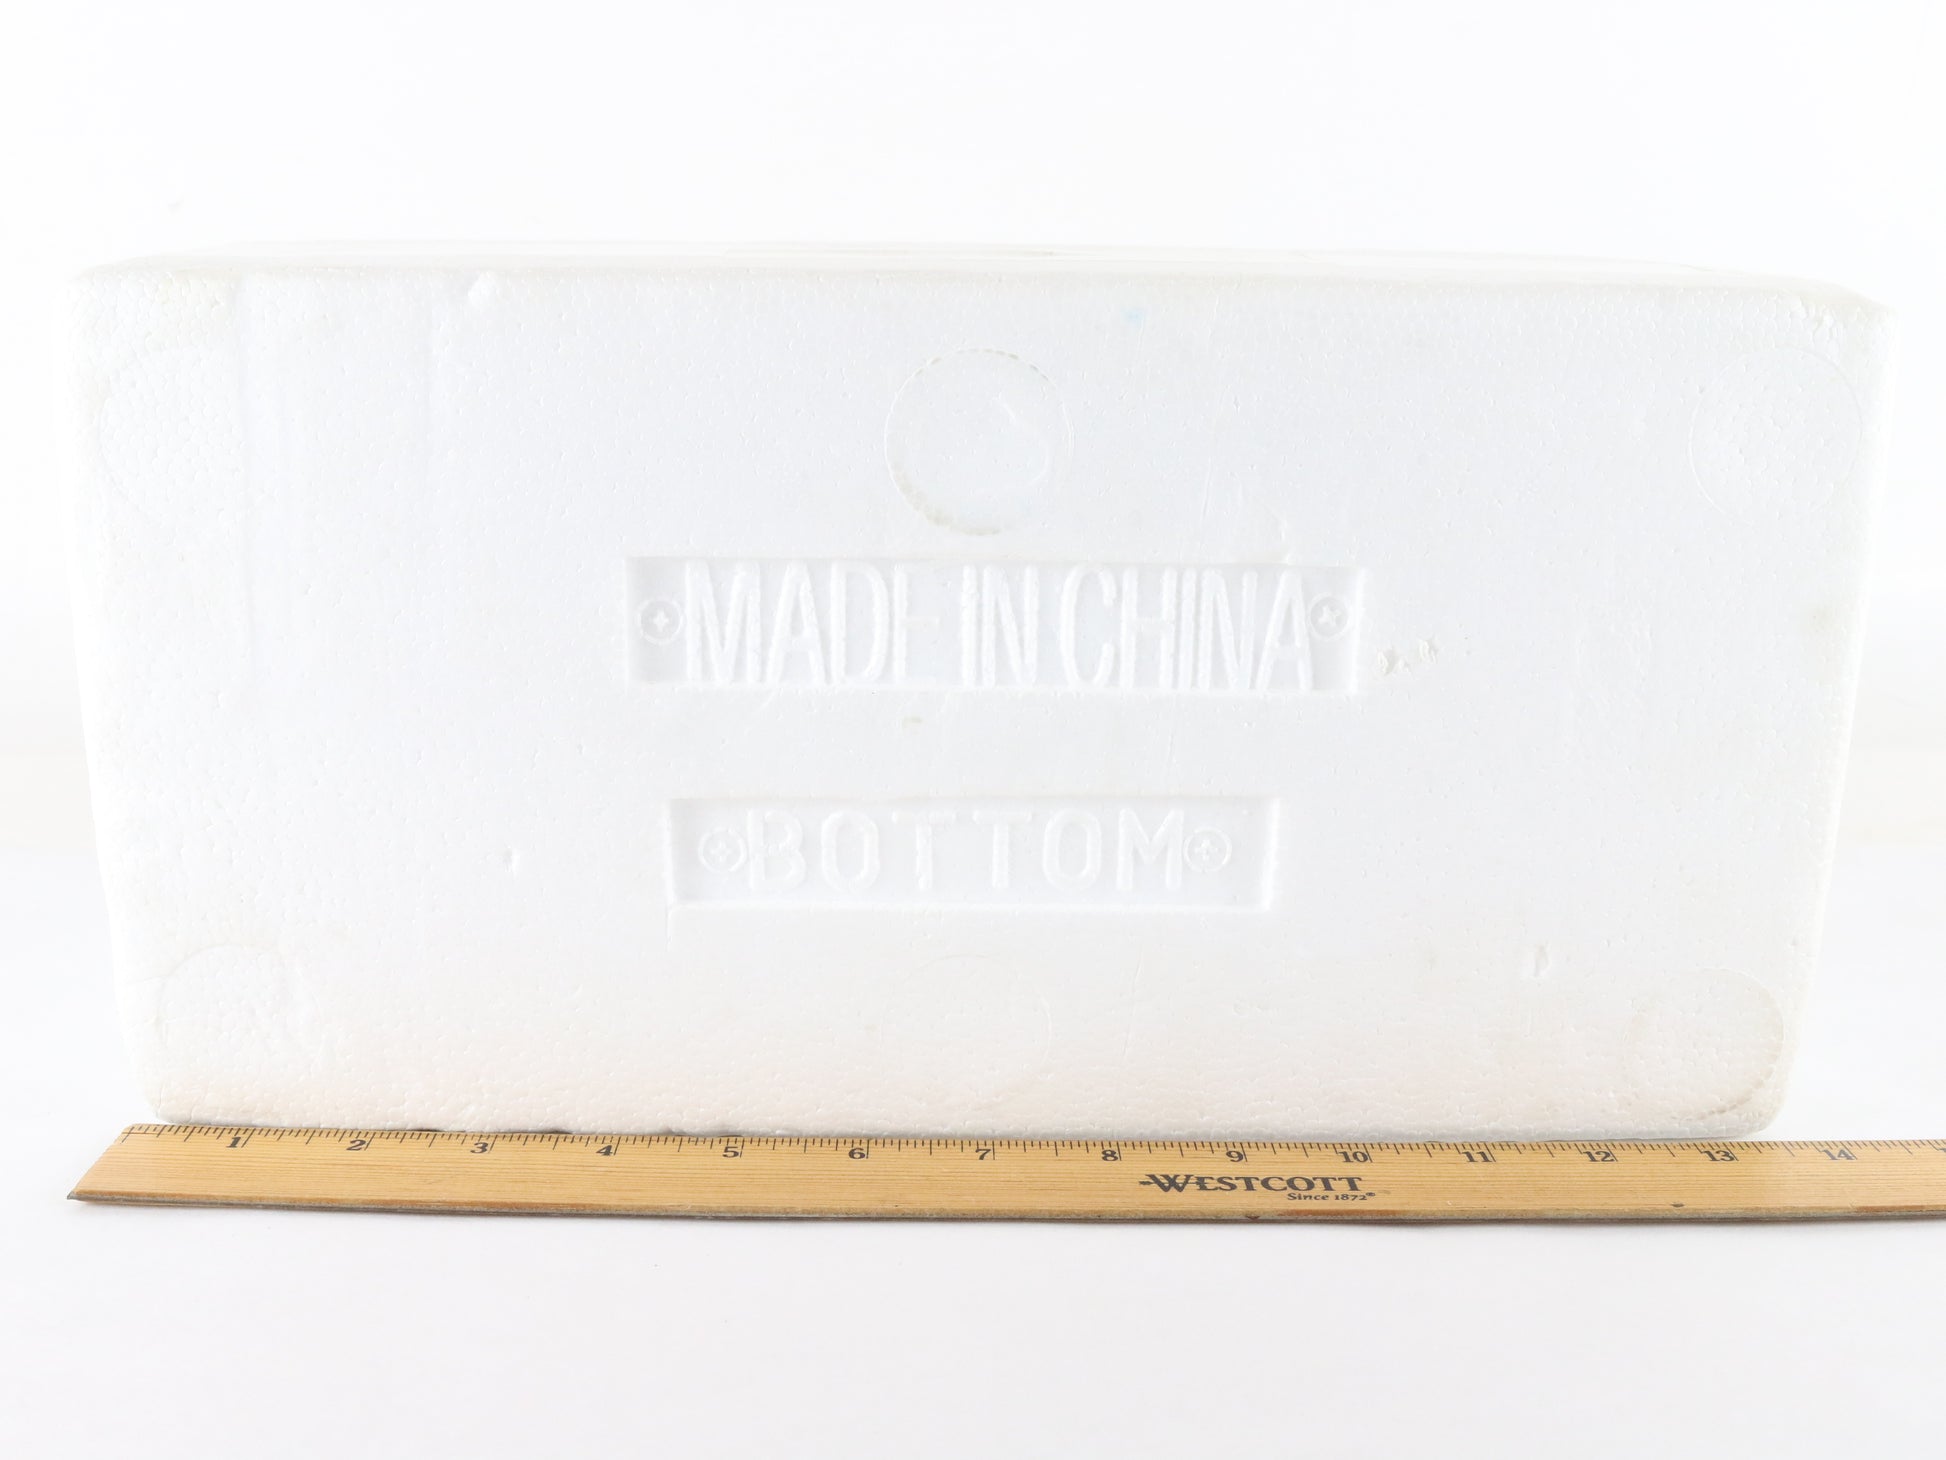 MADE IN CHINA
BOTTOM
1 2 3 4 5 6 7 8 9 10 11 12 13 14
WESTCOTT
Since 1872®